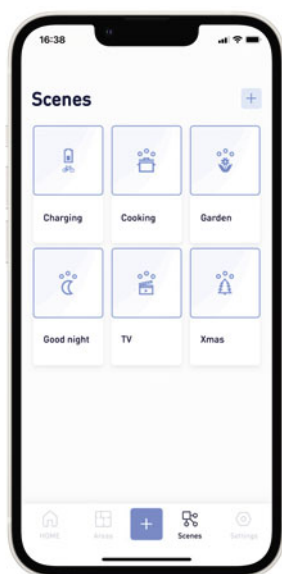 16:38
Scenes
Charging Cooking Garden
Good night TV Xmas
HOME Areas Scenes Settings